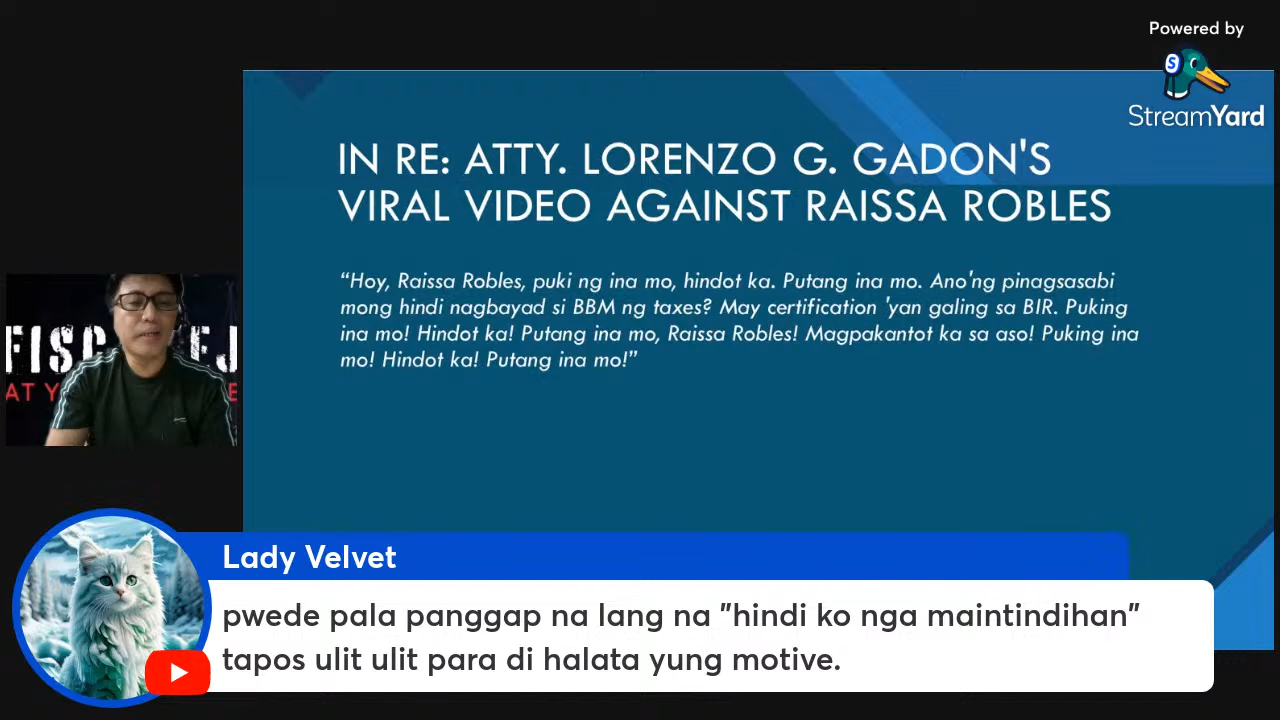 Powered by
StreamYard
IN RE: ATTY. LORENZO G. GADON'S
VIRAL VIDEO AGAINST RAISSA ROBLES
“Hoy, Raissa Robles, puki ng ina mo, hindot ka. Putang ina mo. Ano'ng pinagsasabi
mong hindi nagbayad si BBM ng taxes? May certification 'yan galing sa BIR. Puking
ina mo! Hindot ka! Putang ina mo, Raissa Robles! Magpakantot ka sa aso! Puking ina
mo! Hindot ka! Putang ina mo!”
AT
Lady Velvet
pwede pala panggap na lang na "hindi ko nga maintindihan"
tapos ulit ulit para di halata yung motive.